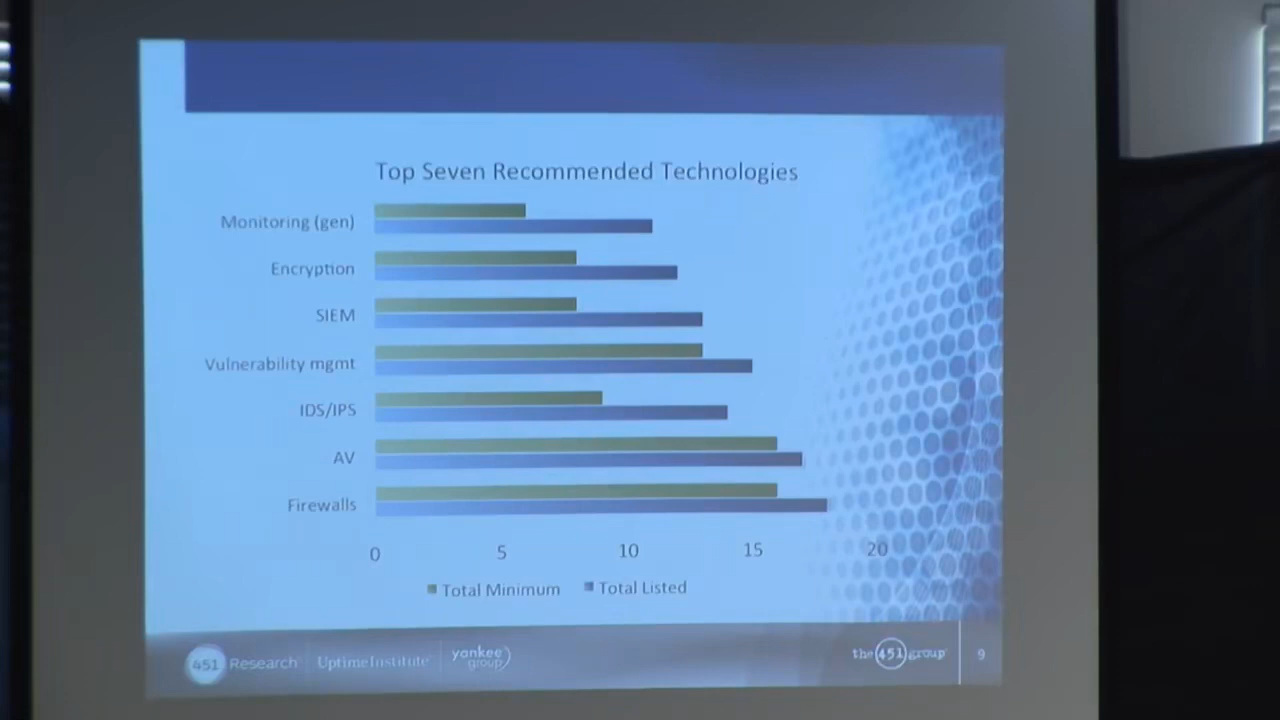 Top Seven Recommended Technologies
Monitoring (gen)
Encryption
SIEM
Vulnerability mgmt
IDS/IPS
AV
Firewalls
0 5 10 15 20
Total Minimum Total Listed
451 Research UptimeInstitute yankee group the 451 group 9